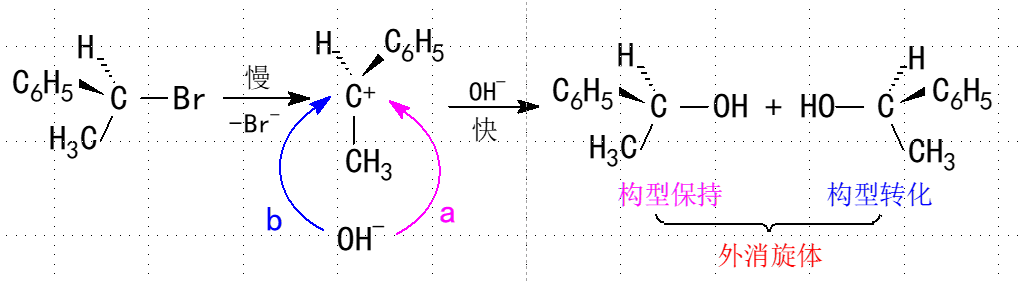 H C₆H₅ C Br H₃C
慢
-Br⁻
H C₆H₅ C⁺ CH₃
OH⁻
快
H C₆H₅ C OH H₃C
+
H HO C C₆H₅ CH₃
b OH⁻ a
构型保持 构型转化
外消旋体